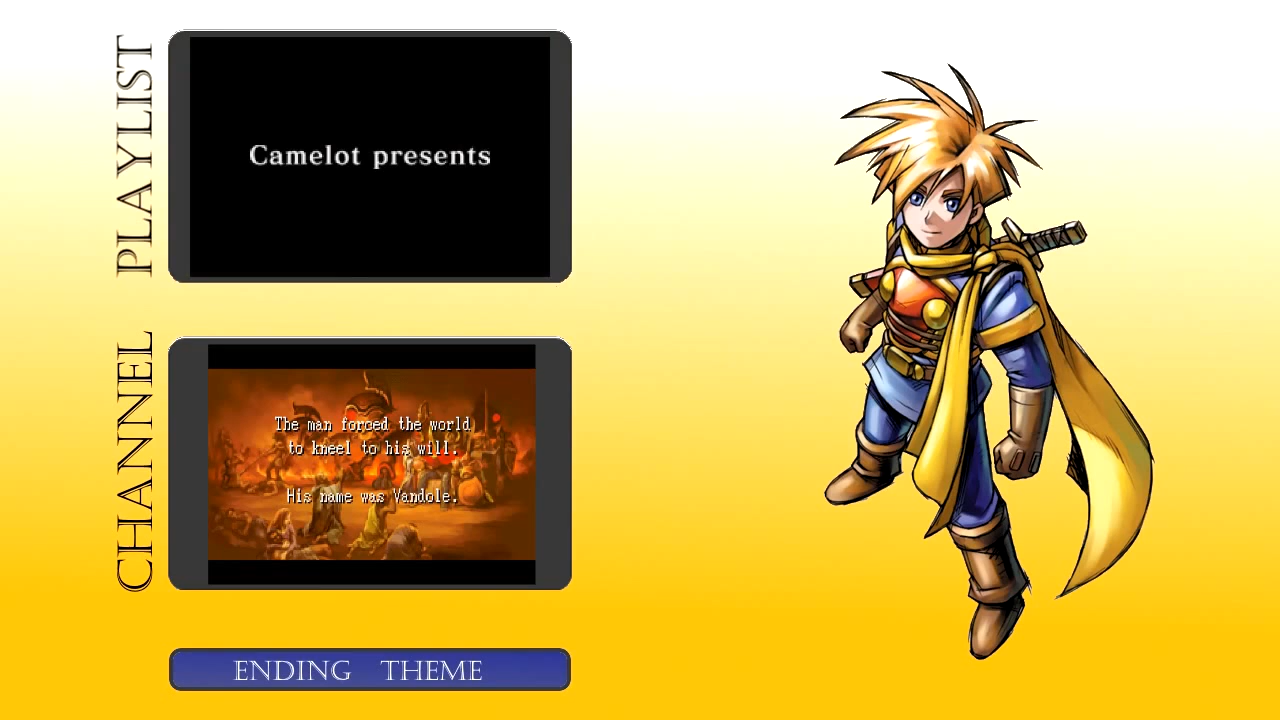 PLAYLIST
Camelot presents
CHANNEL
The man forced the world
to kneel to his will.
His name was Vandole.
ENDING THEME